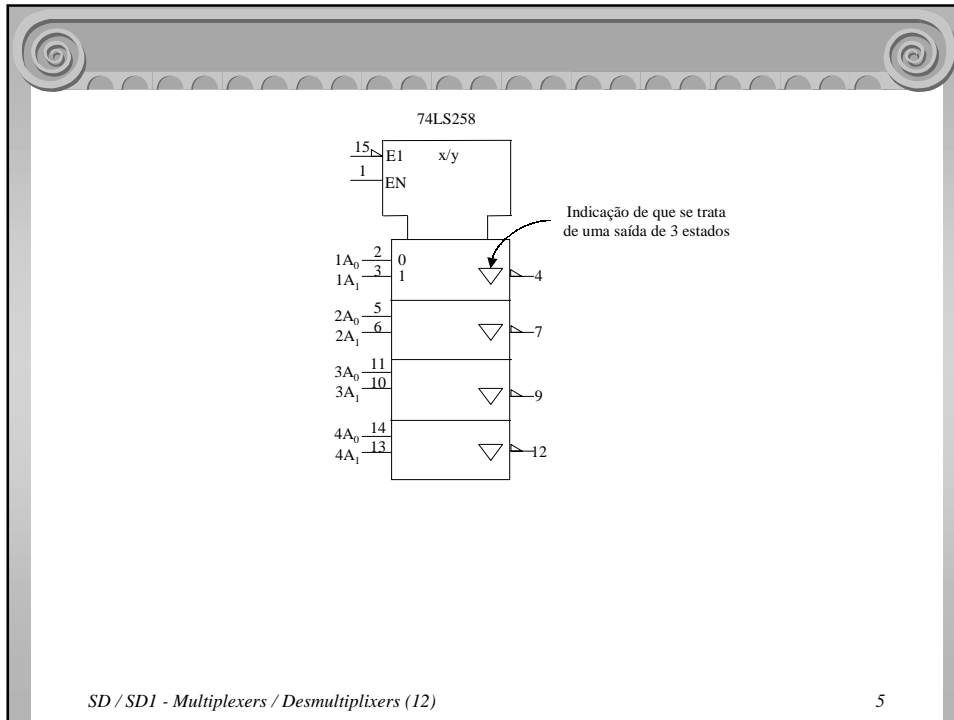 74LS258
15 E1 x/y
1 EN
Indicação de que se trata
de uma saída de 3 estados
1A0 2 0
1A1 3 1 4
2A0 5
2A1 6 7
3A0 11
3A1 10 9
4A0 14
4A1 13 12
SD / SD1 - Multiplexers / Desmultiplixers (12) 5